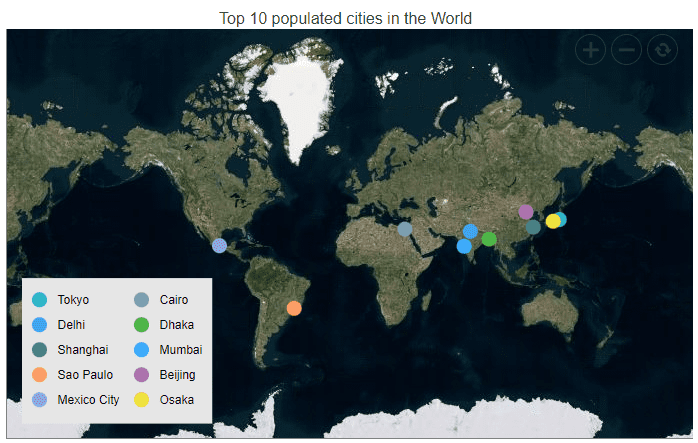 Top 10 populated cities in the World
Tokyo Cairo
Delhi Dhaka
Shanghai Mumbai
Sao Paulo Beijing
Mexico City Osaka